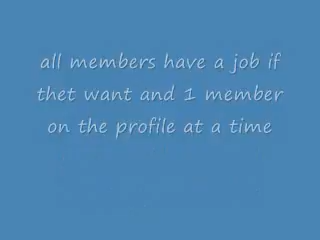 all members have a job if
thet want and 1 member
on the profile at a time